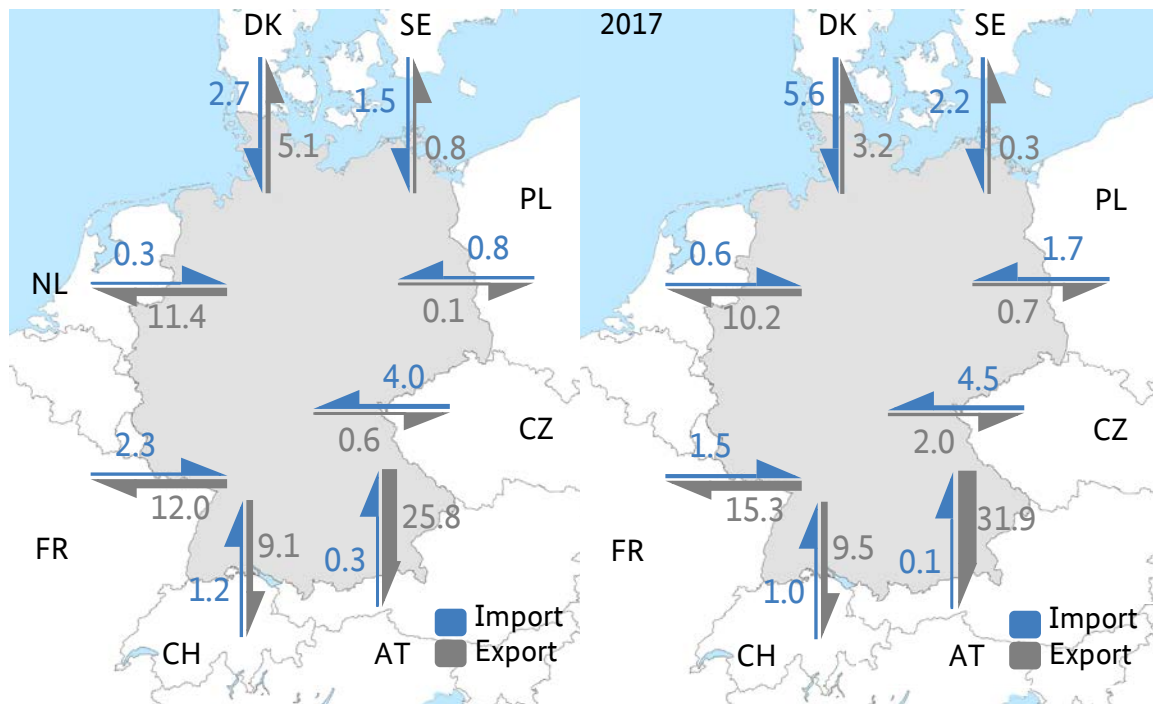 DK SE
2.7 1.5
5.1 0.8
PL
0.3 0.8
NL
11.4 0.1
4.0
0.6
CZ
2.3
12.0
25.8
FR
9.1
0.3
1.2
Import
CH AT Export
2017
DK SE
5.6 2.2
3.2 0.3
PL
0.6 1.7
10.2 0.7
4.5
2.0
CZ
1.5
15.3
31.9
FR
9.5
0.1
1.0
Import
CH AT Export